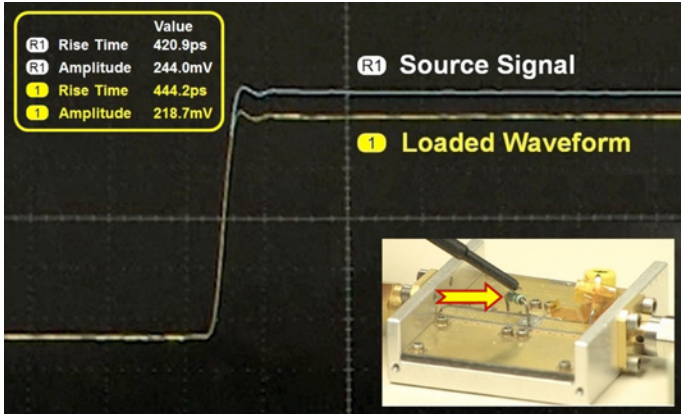 Value
R1 Rise Time 420.9ps
R1 Amplitude 244.0mV
1 Rise Time 444.2ps
1 Amplitude 218.7mV
R1 Source Signal
1 Loaded Waveform